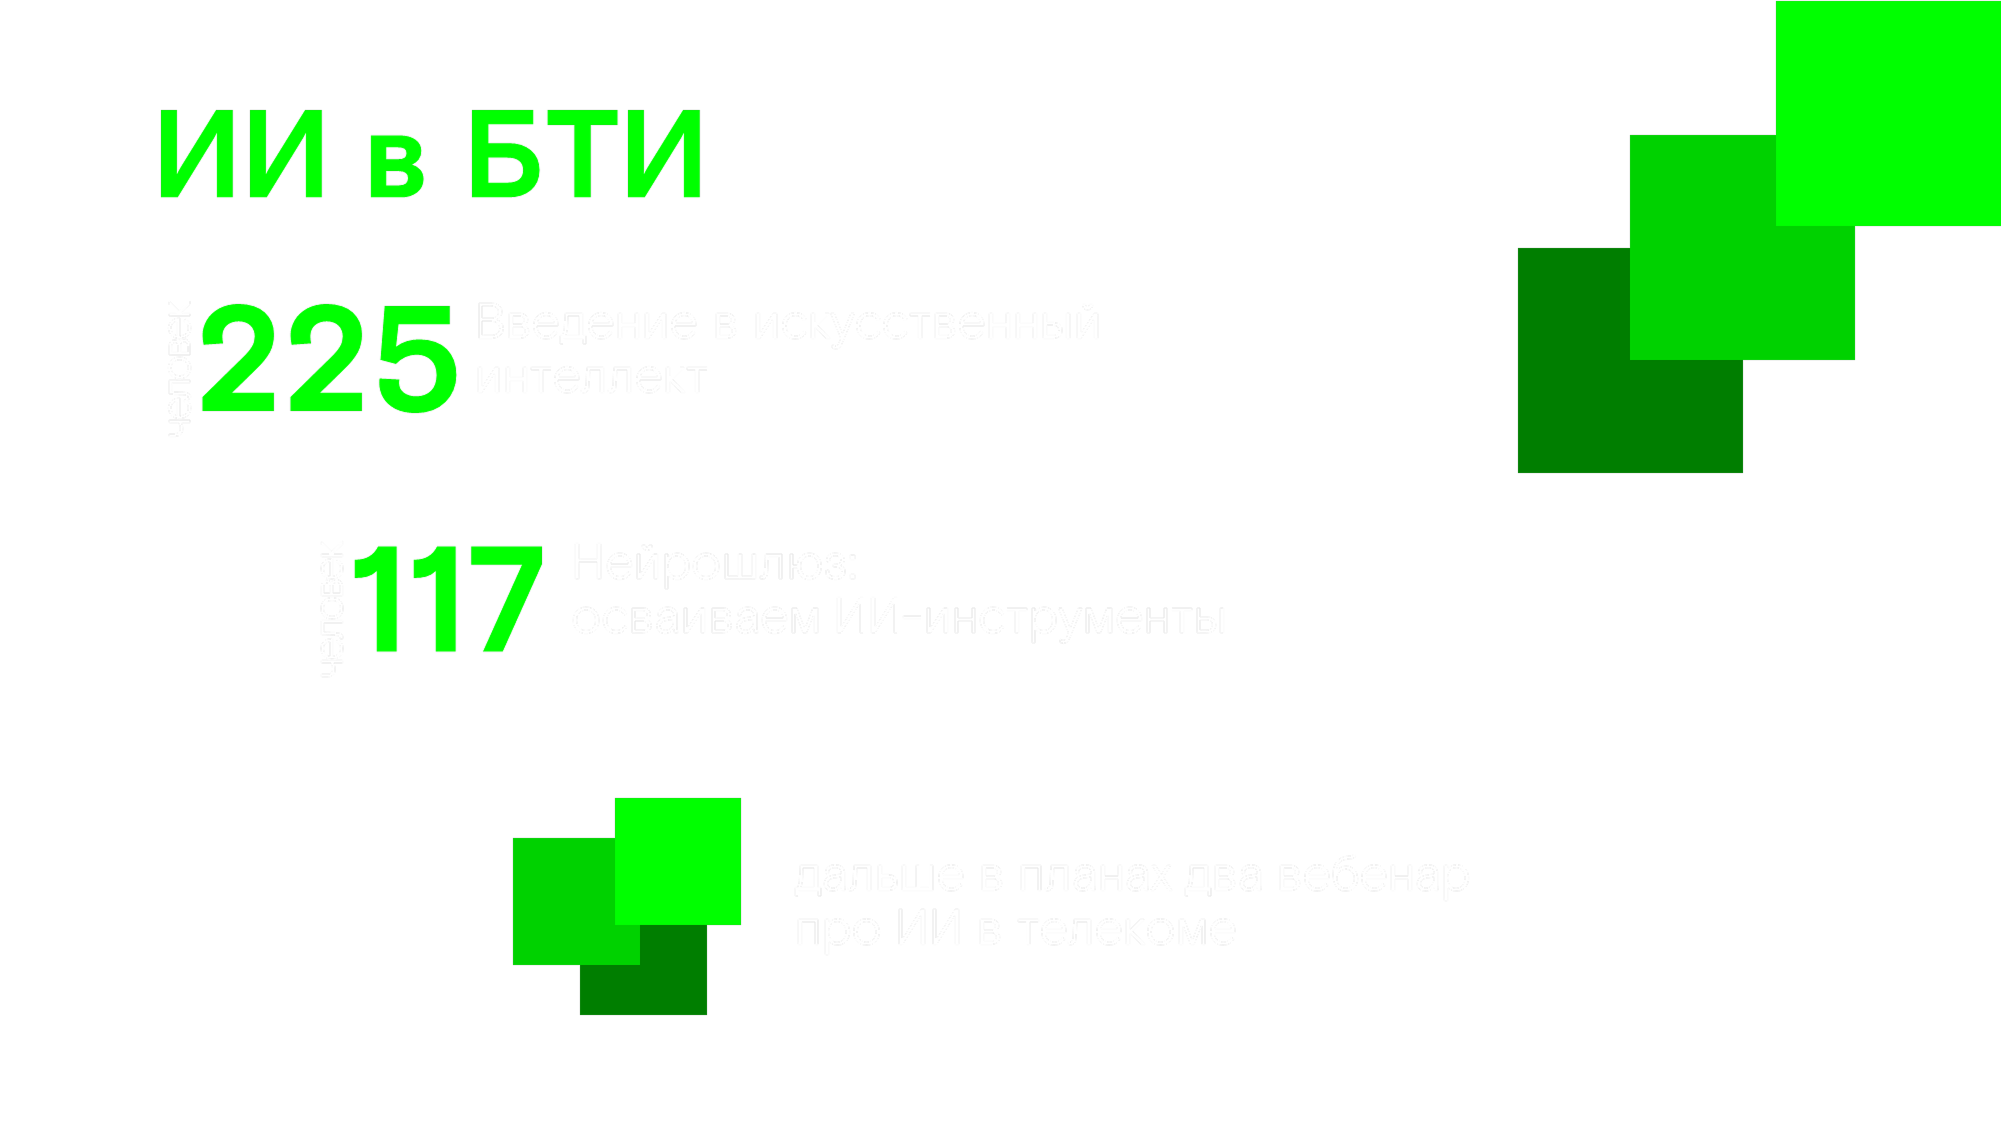 ИИ в БТИ
человек
225
Введение в искусственный
интеллект
человек
117
Нейрошлюз:
осваиваем ИИ-инструменты
дальше в планах два вебенар
про ИИ в телекоме